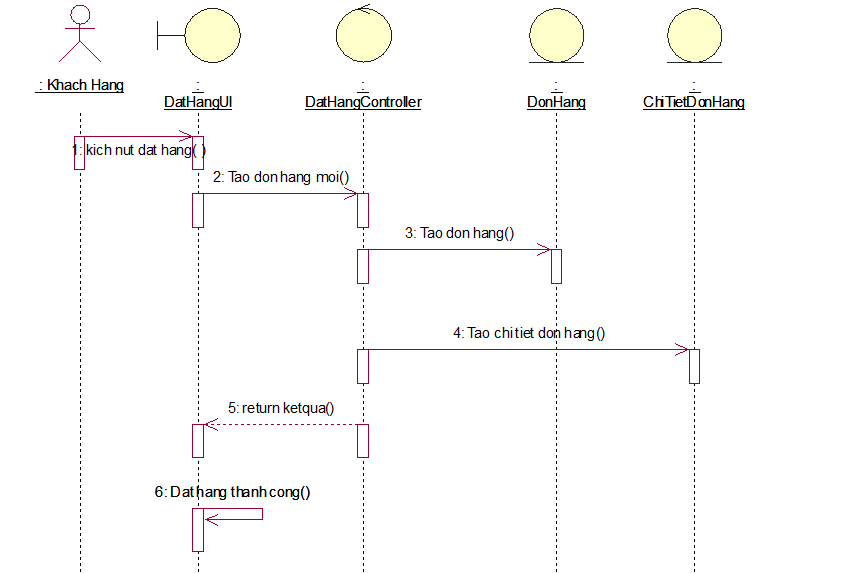 : Khach Hang
:
DatHangUI
:
DatHangController
:
DonHang
:
ChiTietDonHang
1: kich nut dat hang( )
2: Tao don hang moi()
3: Tao don hang()
4: Tao chi tiet don hang()
5: return ketqua()
6: Dat hang thanh cong()